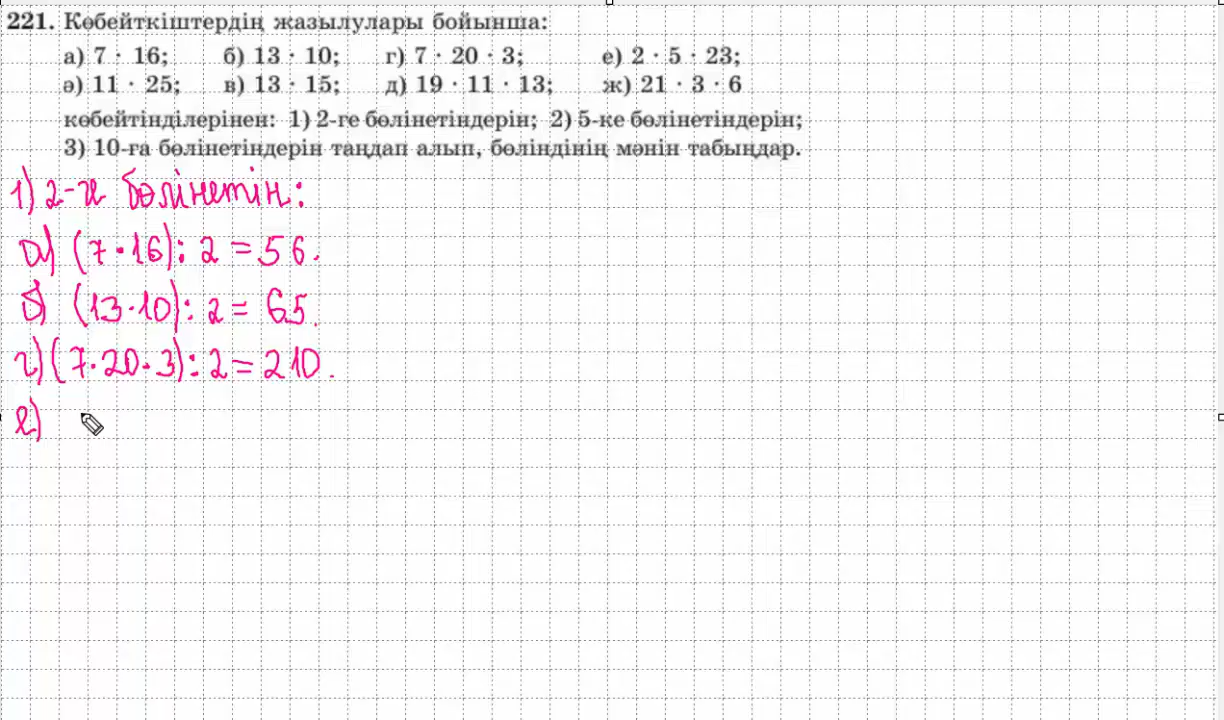 221. Көбейткіштердің жазылулары бойынша:
а) 7 · 16; б) 13 · 10; г) 7 · 20 · 3; е) 2 · 5 · 23;
ә) 11 · 25; в) 13 · 15; д) 19 · 11 · 13; ж) 21 · 3 · 6
көбейтінділерінен: 1) 2-ге бөлінетіндерін; 2) 5-ке бөлінетіндерін;
3) 10-ға бөлінетіндерін таңдап алып, бөліндінің мәнін табыңдар.
1) 2-ге бөлінетін:
а) (7·16):2=56.
б) (13·10):2=65.
г) (7·20·3):2=210.
е)